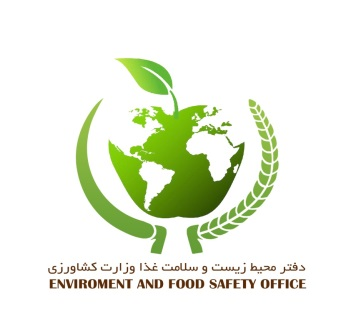 دفتر محیط زیست و سلامت غذا وزارت کشاورزی
ENVIROMENT AND FOOD SAFETY OFFICE